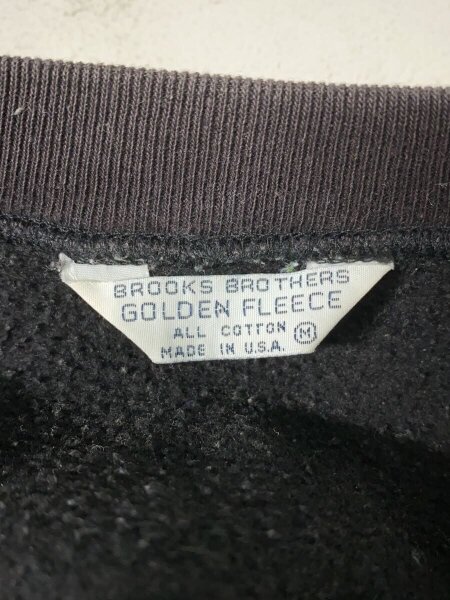 BROOKS BROTHERS
GOLDEN FLEECE
ALL COTTON M
MADE IN U.S.A.